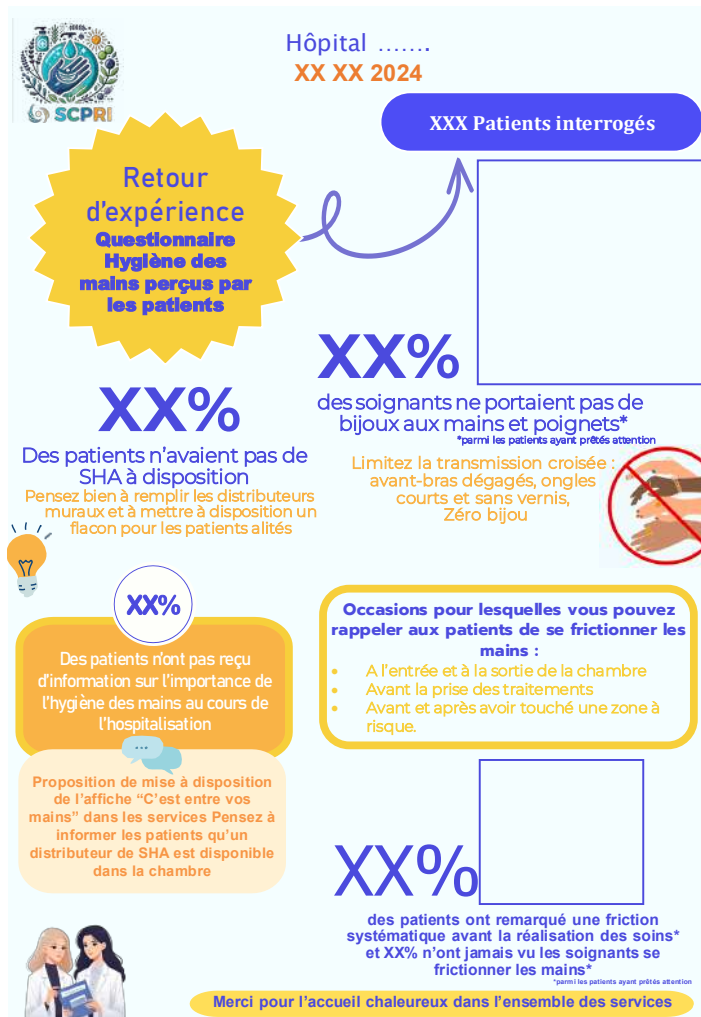 SCPRI
Hôpital …….
XX XX 2024
XXX Patients interrogés
Retour
d'expérience
Questionnaire
Hygiène des
mains perçus par
les patients
XX%
des soignants ne portaient pas de
bijoux aux mains et poignets*
*parmi les patients ayant prêtés attention
Limitez la transmission croisée :
avant-bras dégagés, ongles
courts et sans vernis,
Zéro bijou
XX%
Des patients n'avaient pas de
SHA à disposition
Pensez bien à remplir les distributeurs
muraux et à mettre à disposition un
flacon pour les patients alités
XX%
Des patients n'ont pas reçu
d'information sur l'importance de
l'hygiène des mains au cours de
l'hospitalisation
Proposition de mise à disposition
de l'affiche "C'est entre vos
mains" dans les services Pensez à
informer les patients qu'un
distributeur de SHA est disponible
dans la chambre
Occasions pour lesquelles vous pouvez
rappeler aux patients de se frictionner les
mains :
• A l'entrée et à la sortie de la chambre
• Avant la prise des traitements
• Avant et après avoir touché une zone à
risque.
XX%
des patients ont remarqué une friction
systématique avant la réalisation des soins*
et XX% n'ont jamais vu les soignants se
frictionner les mains*
*parmi les patients ayant prêtés attention
Merci pour l'accueil chaleureux dans l'ensemble des services